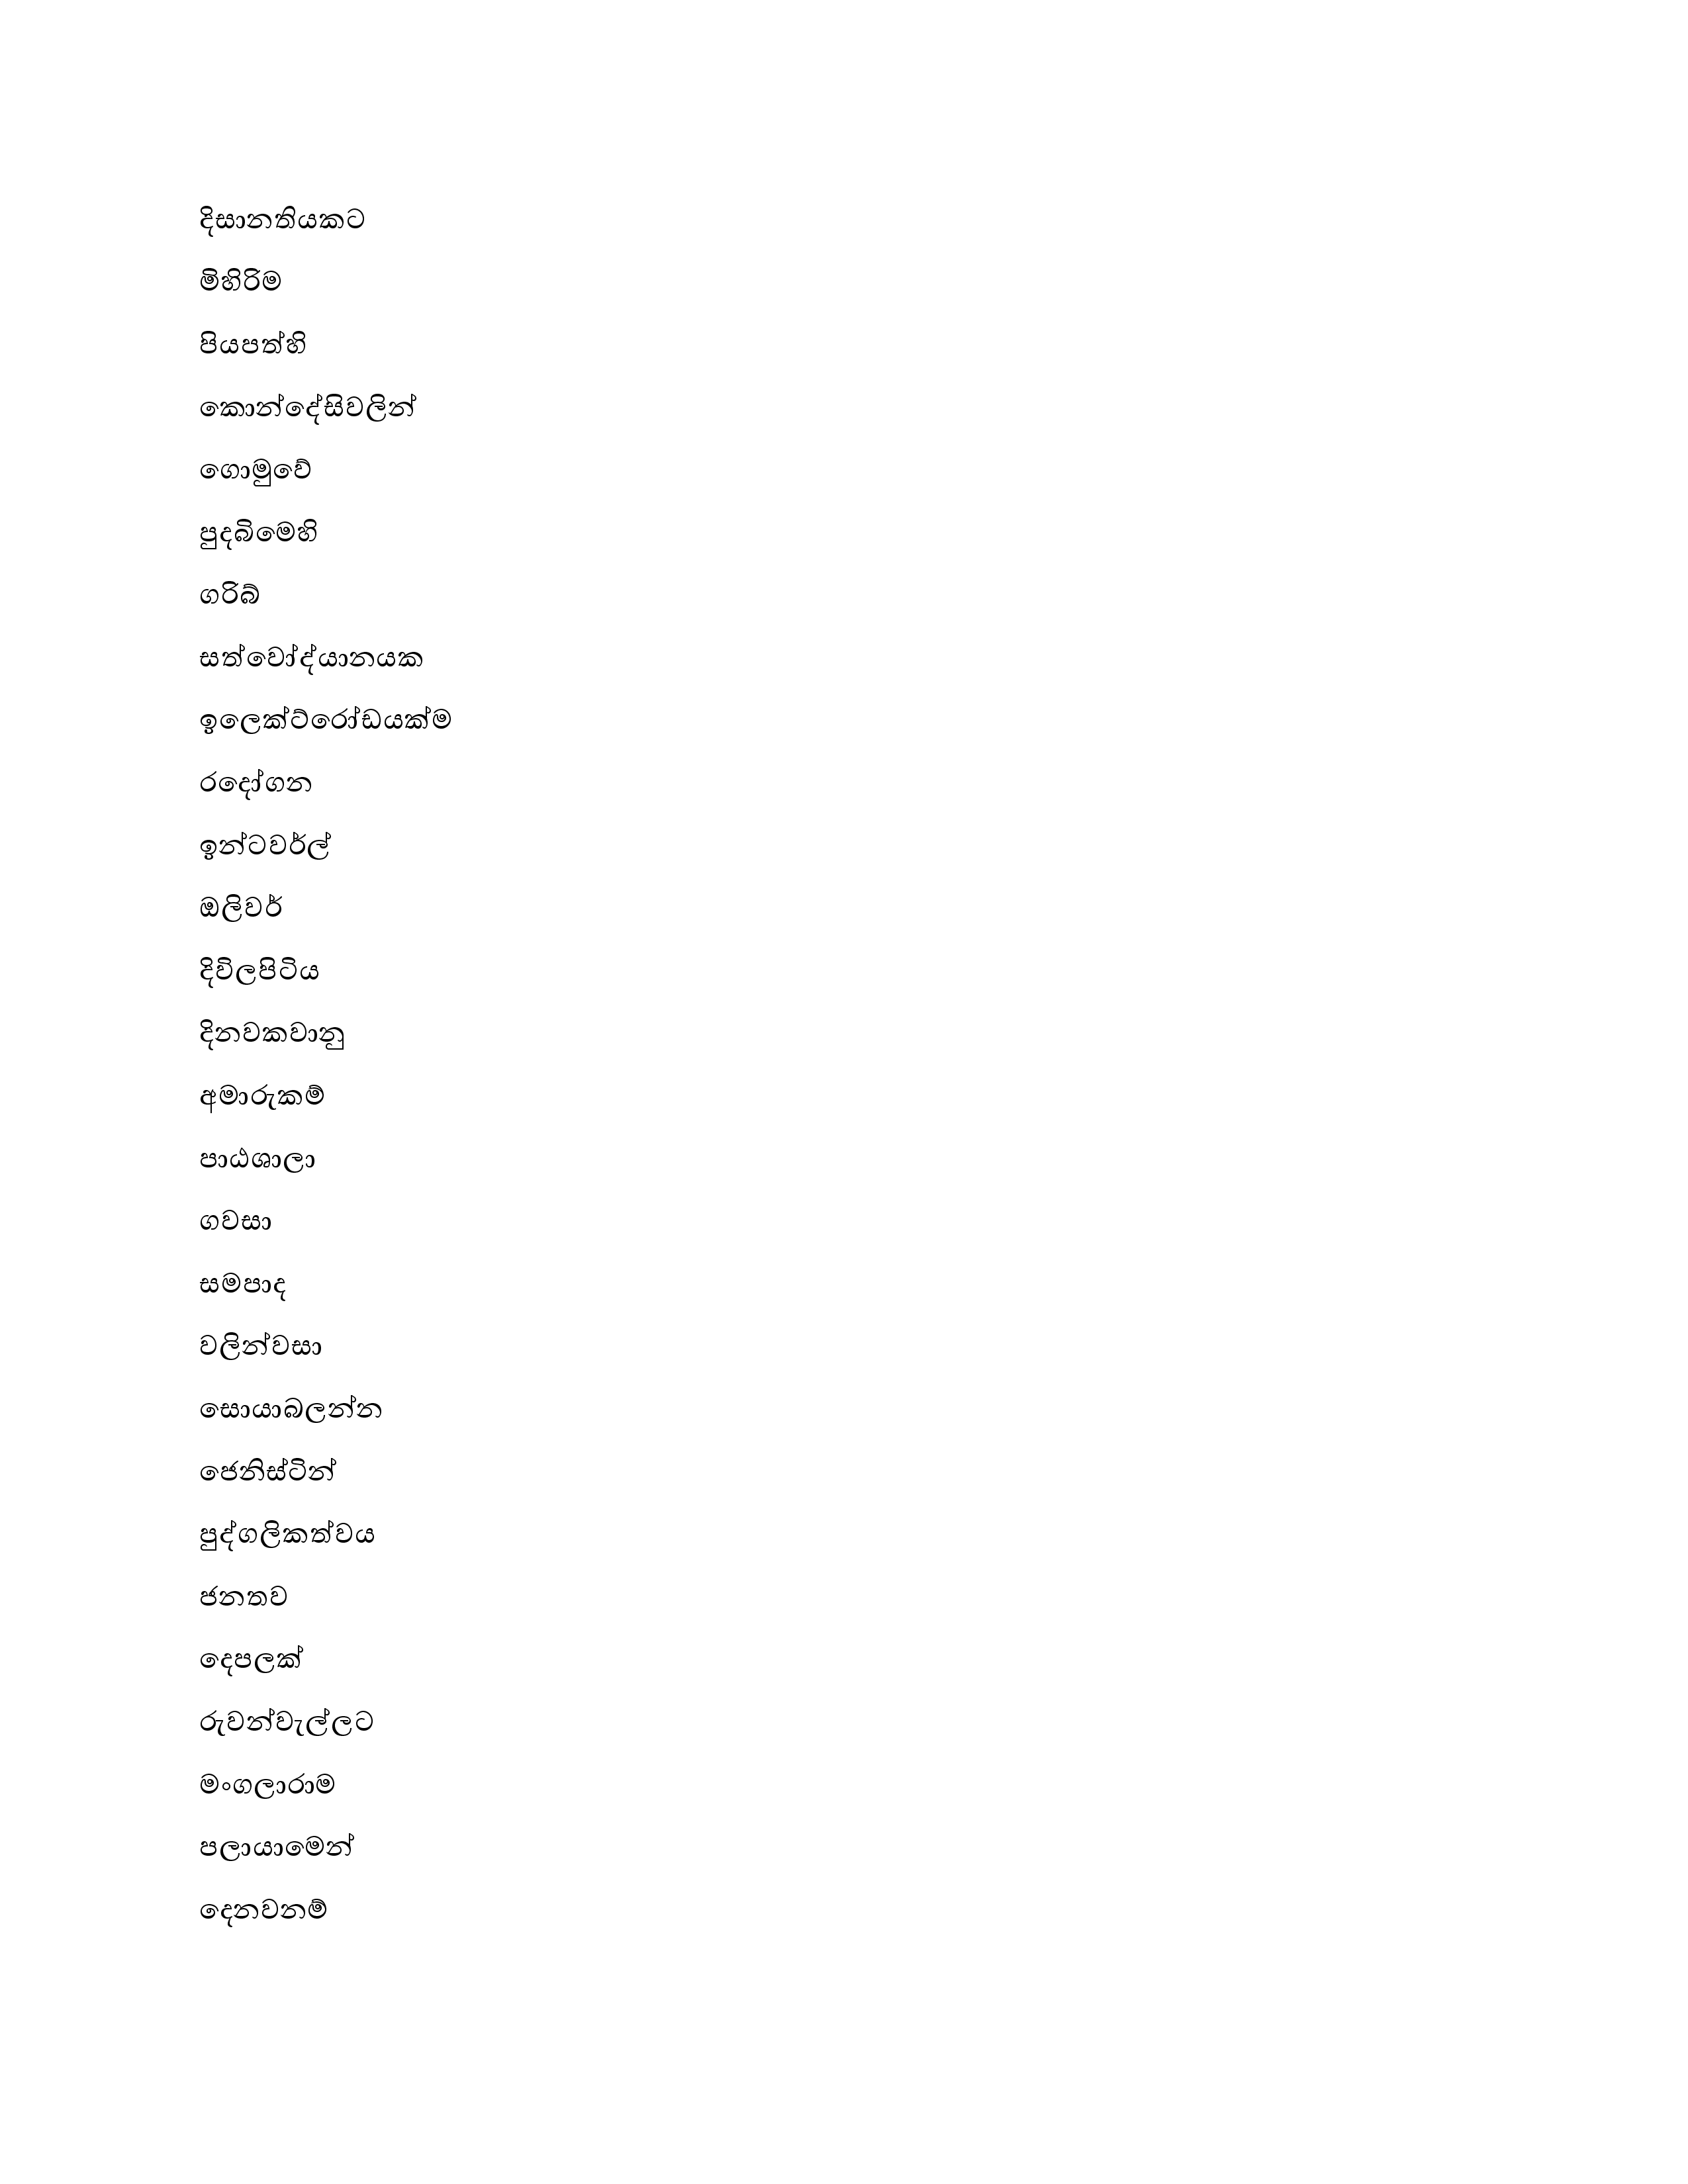 දිසානතියකට
මිහිරිම
පියපත්හි
කොන්දේසිවලින්
ගොමුවේ
පුදබිමෙහි
ගරිබ්
සත්වෝද්යානයක
ඉලෙක්ට්රෝඩයක්ම
රදෝගන
ඉන්ටවර්ල්
ඔලිවර්
දිවිලපිටිය
දිනවකවානු
අමාරුකම්
පාඨශාලා
ගවසා
සමපාද
වලින්වසා
සොයාබලන්න
ජෙනිස්ටින්
පුද්ගලිකත්වය
ජනතව
දෙපලක්
රුවන්වැල්ලට
මංගලාරාම
පලායාමෙන්
දෙනවනම්